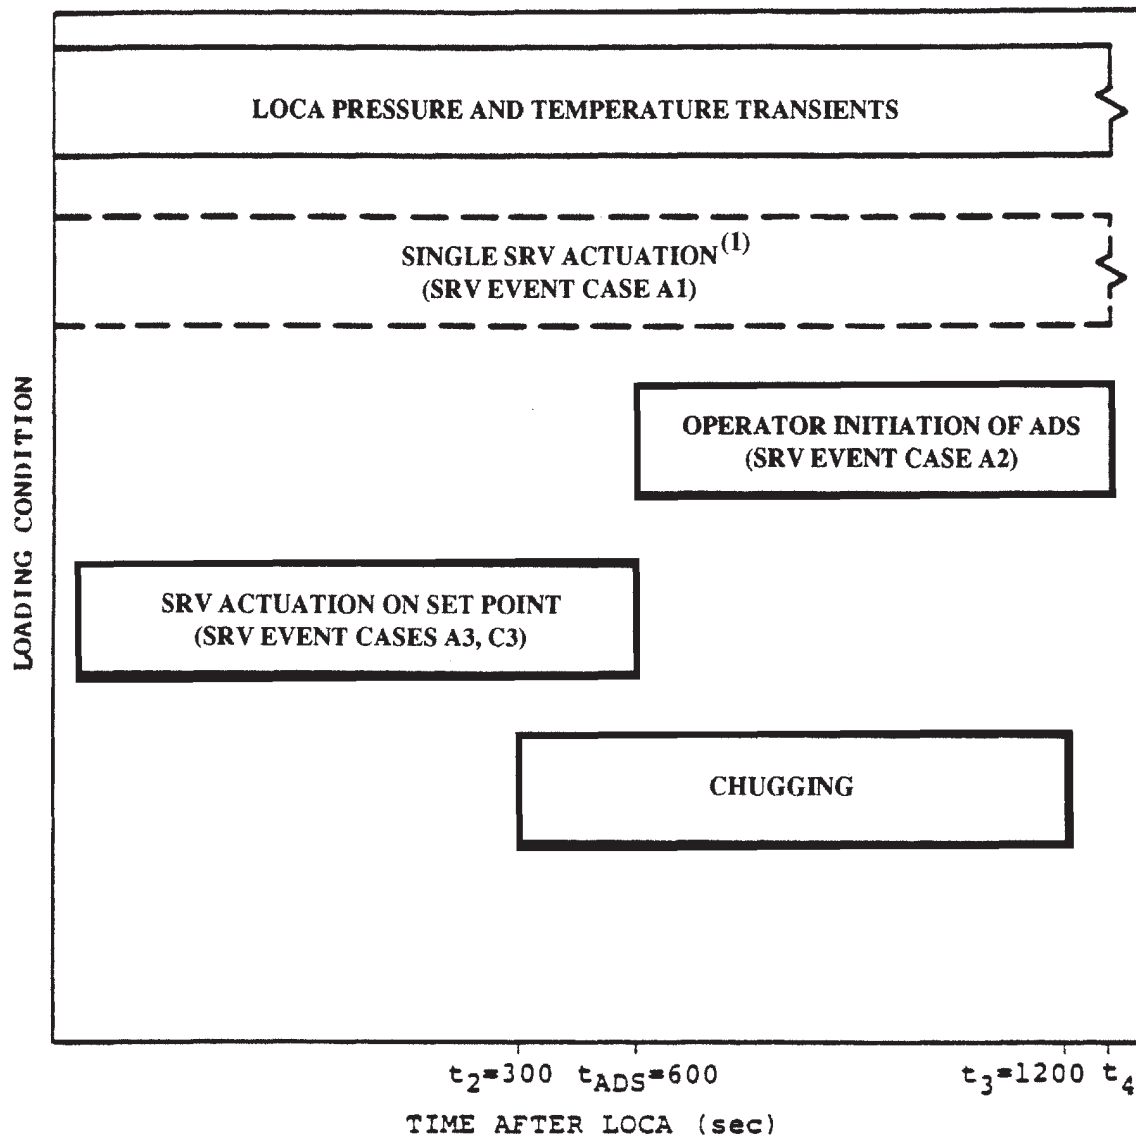 LOCA PRESSURE AND TEMPERATURE TRANSIENTS
SINGLE SRV ACTUATION(1)
(SRV EVENT CASE A1)
OPERATOR INITIATION OF ADS
(SRV EVENT CASE A2)
SRV ACTUATION ON SET POINT
(SRV EVENT CASES A3, C3)
CHUGGING
LOADING CONDITION
t2=300 tADS=600 t3=1200 t4
TIME AFTER LOCA (sec)